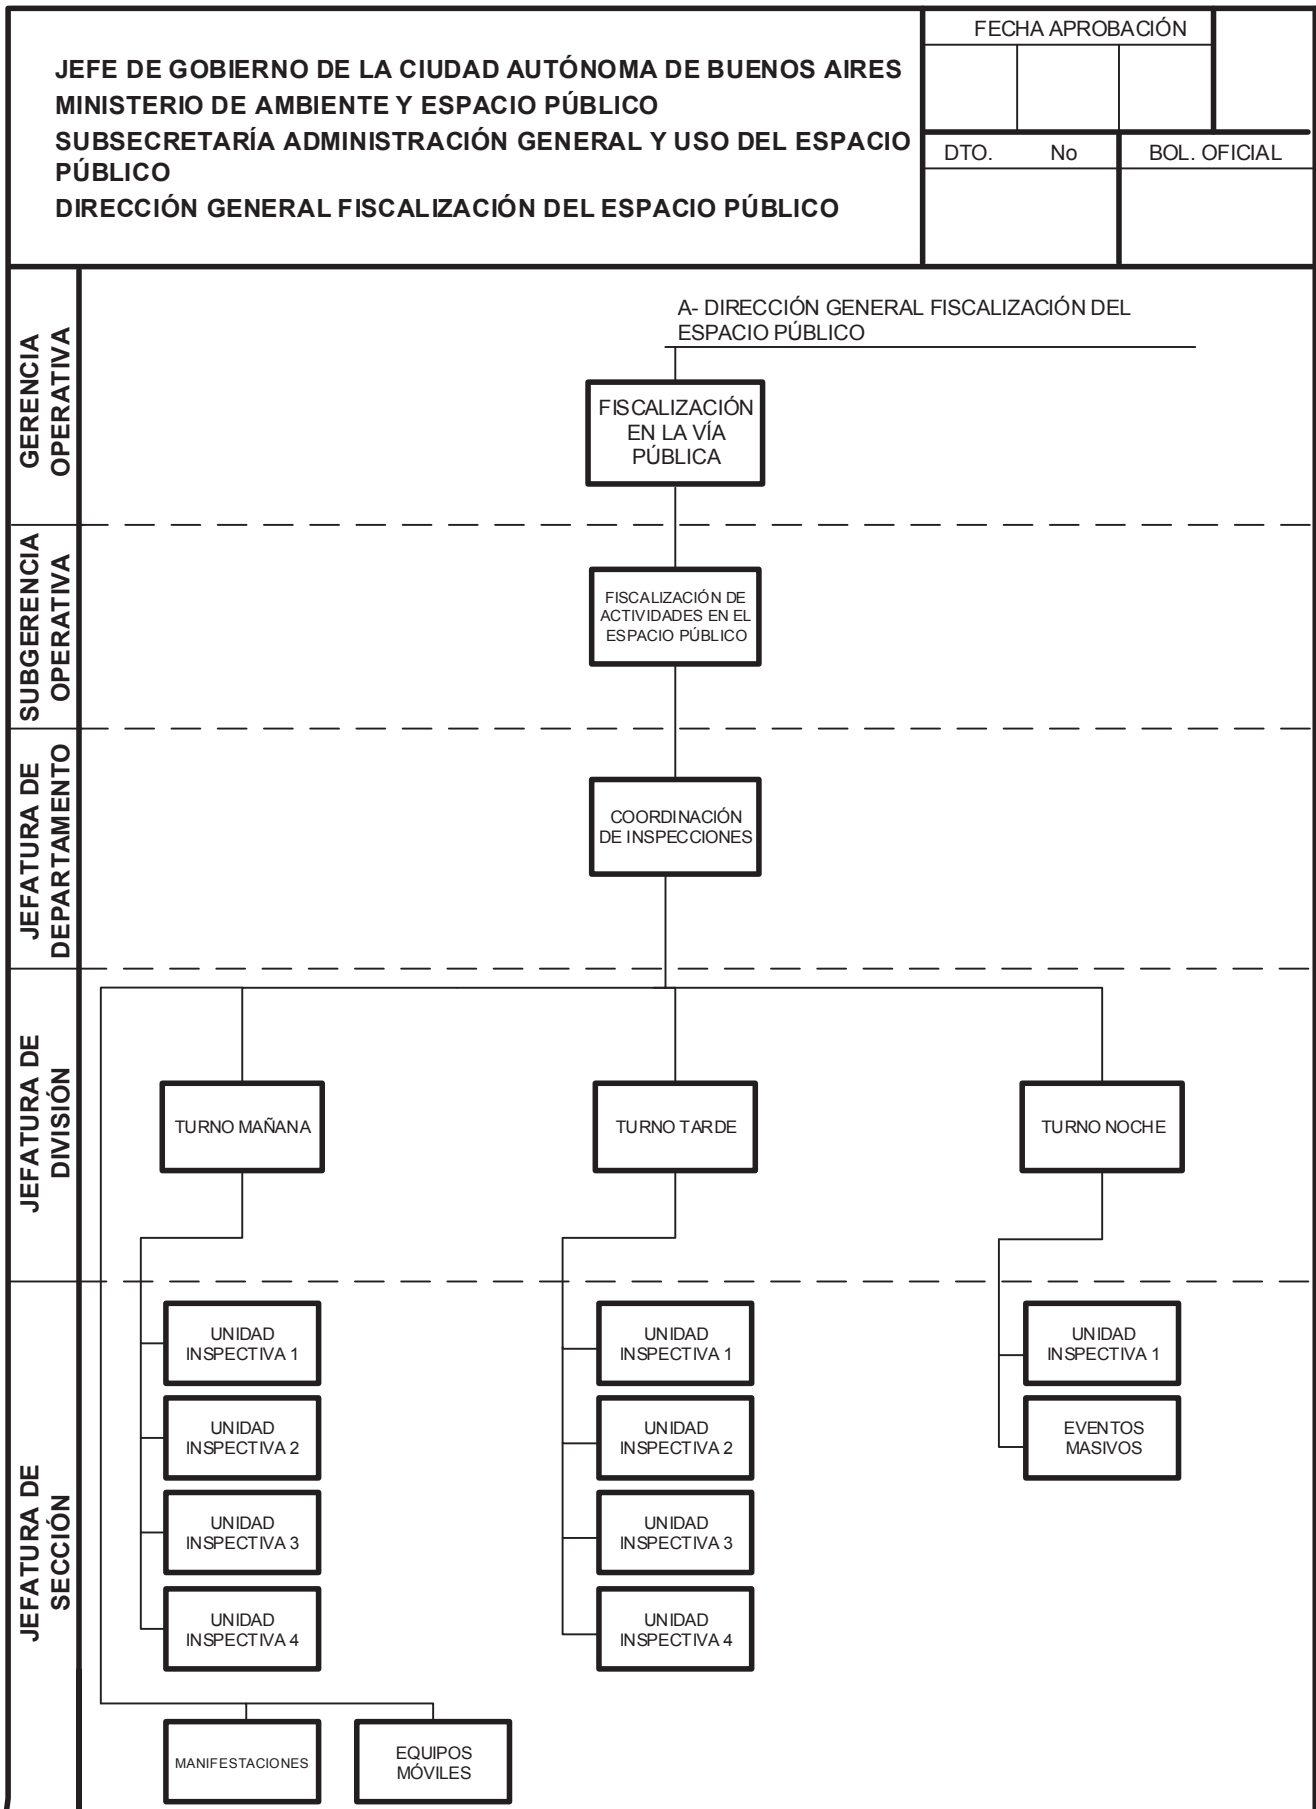 JEFE DE GOBIERNO DE LA CIUDAD AUTÓNOMA DE BUENOS AIRES
MINISTERIO DE AMBIENTE Y ESPACIO PÚBLICO
SUBSECRETARÍA ADMINISTRACIÓN GENERAL Y USO DEL ESPACIO
PÚBLICO
DIRECCIÓN GENERAL FISCALIZACIÓN DEL ESPACIO PÚBLICO
FECHA APROBACIÓN
DTO. No
BOL. OFICIAL
GERENCIA
OPERATIVA
A- DIRECCIÓN GENERAL FISCALIZACIÓN DEL
ESPACIO PÚBLICO
FISCALIZACIÓN
EN LA VÍA
PÚBLICA
SUBGERENCIA
OPERATIVA
FISCALIZACIÓN DE
ACTIVIDADES EN EL
ESPACIO PÚBLICO
JEFATURA DE
DEPARTAMENTO
COORDINACIÓN
DE INSPECCIONES
JEFATURA DE
DIVISIÓN
TURNO MAÑANA
TURNO TARDE
TURNO NOCHE
JEFATURA DE
SECCIÓN
UNIDAD
INSPECTIVA 1
UNIDAD
INSPECTIVA 2
UNIDAD
INSPECTIVA 3
UNIDAD
INSPECTIVA 4
UNIDAD
INSPECTIVA 1
UNIDAD
INSPECTIVA 2
UNIDAD
INSPECTIVA 3
UNIDAD
INSPECTIVA 4
UNIDAD
INSPECTIVA 1
EVENTOS
MASIVOS
MANIFESTACIONES
EQUIPOS
MÓVILES